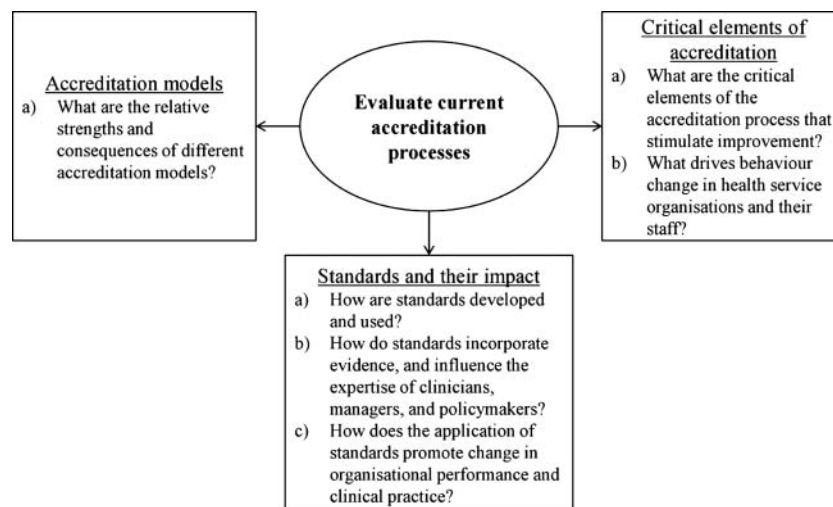 Accreditation models
a) What are the relative
strengths and
consequences of different
accreditation models?
Evaluate current
accreditation
processes
Critical elements of
accreditation
a) What are the critical
elements of the
accreditation process that
stimulate improvement?
b) What drives behaviour
change in health service
organisations and their
staff?
Standards and their impact
a) How are standards developed
and used?
b) How do standards incorporate
evidence, and influence the
expertise of clinicians,
managers, and policymakers?
c) How does the application of
standards promote change in
organisational performance and
clinical practice?